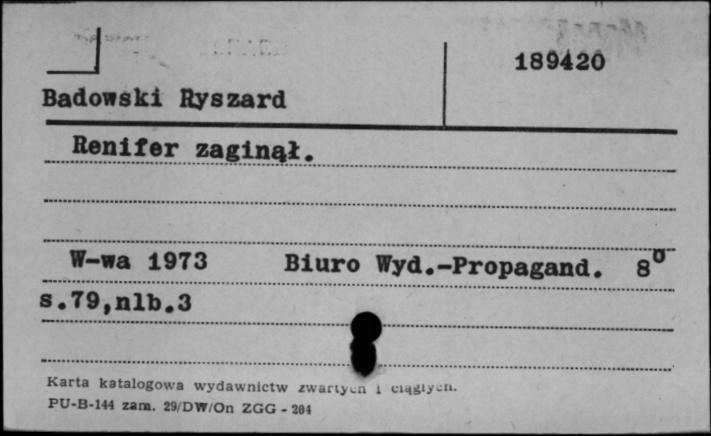 189420
Badowski Ryszard
Renifer zaginął.
W-wa 1973 Biuro Wyd.-Propagand. 8⁰
s.79,nlb.3
Karta katalogowa wydawnictw zwartych i ciągłych.
PU-B-144 zam. 29/DW/On ZGG - 204